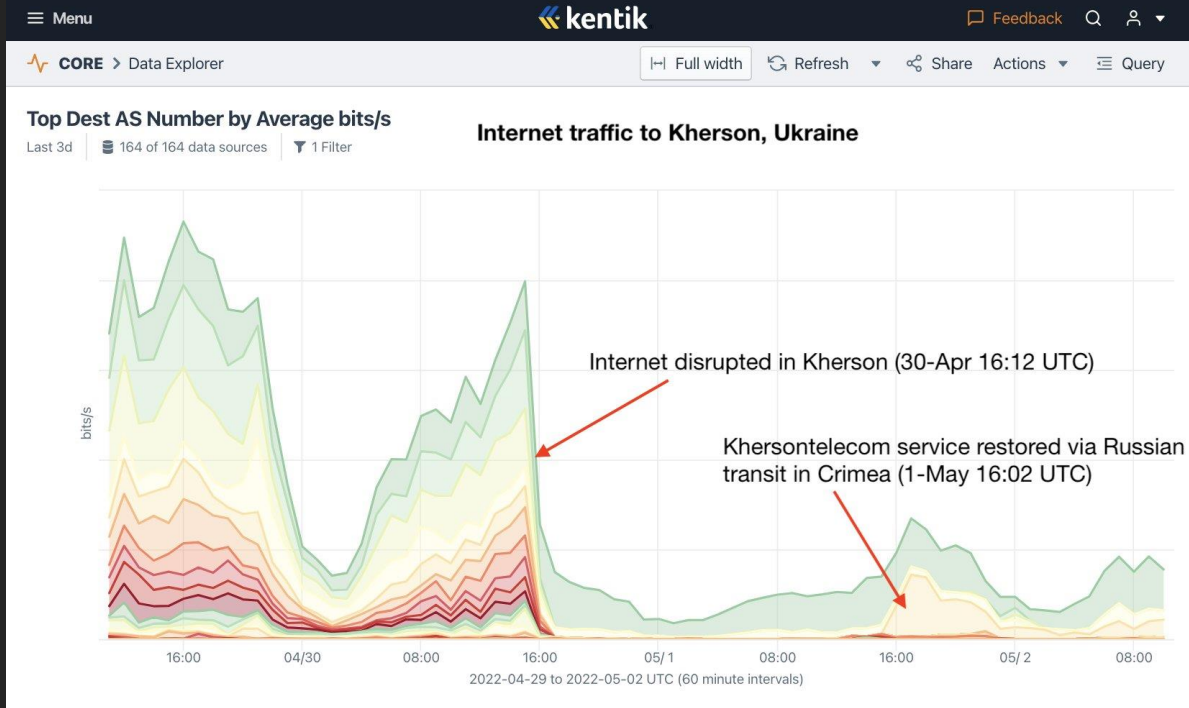 Menu
kentik
Feedback
CORE > Data Explorer
Full width
Refresh
Share
Actions
Query
Top Dest AS Number by Average bits/s
Last 3d
164 of 164 data sources
1 Filter
Internet traffic to Kherson, Ukraine
Internet disrupted in Kherson (30-Apr 16:12 UTC)
Khersontelecom service restored via Russian
transit in Crimea (1-May 16:02 UTC)
bits/s
16:00
04/30
08:00
16:00
05/ 1
08:00
16:00
05/ 2
08:00
2022-04-29 to 2022-05-02 UTC (60 minute intervals)